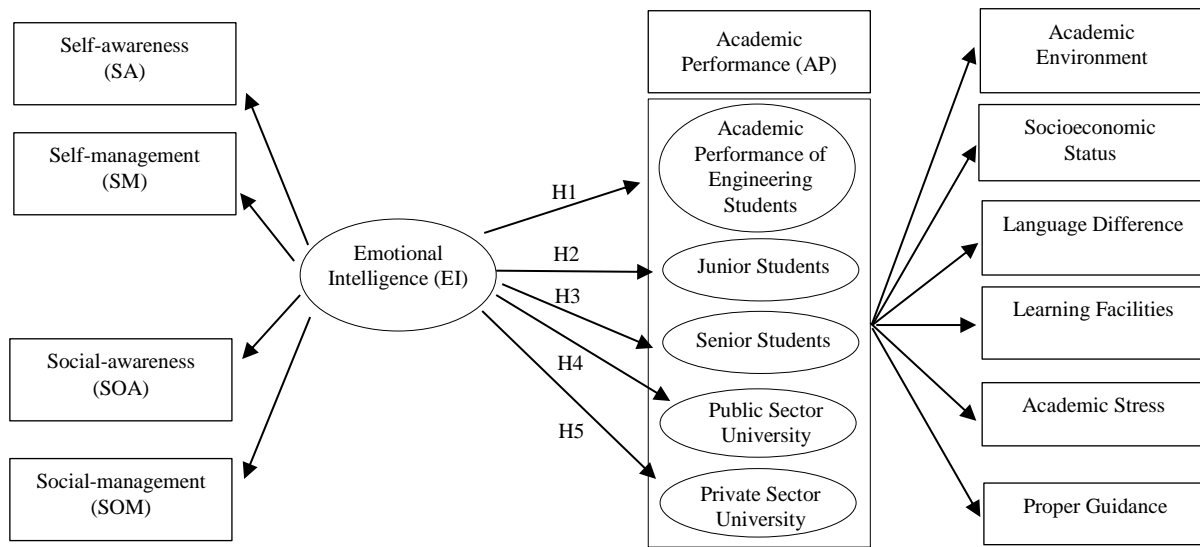 Self-awareness
(SA)
Self-management
(SM)
Social-awareness
(SOA)
Social-management
(SOM)
Emotional
Intelligence (EI)
H1
H2
H3
H4
H5
Academic
Performance (AP)
Academic
Performance of
Engineering
Students
Junior Students
Senior Students
Public Sector
University
Private Sector
University
Academic
Environment
Socioeconomic
Status
Language Difference
Learning Facilities
Academic Stress
Proper Guidance